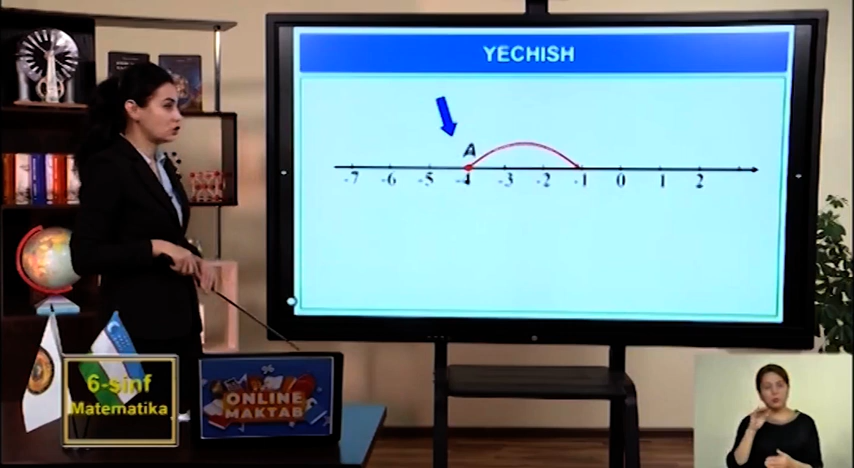 YECHISH
A
-7 -6 -5 -4 -3 -2 -1 0 1 2
6-sinf
Matematika
ONLINE
MAKTAB